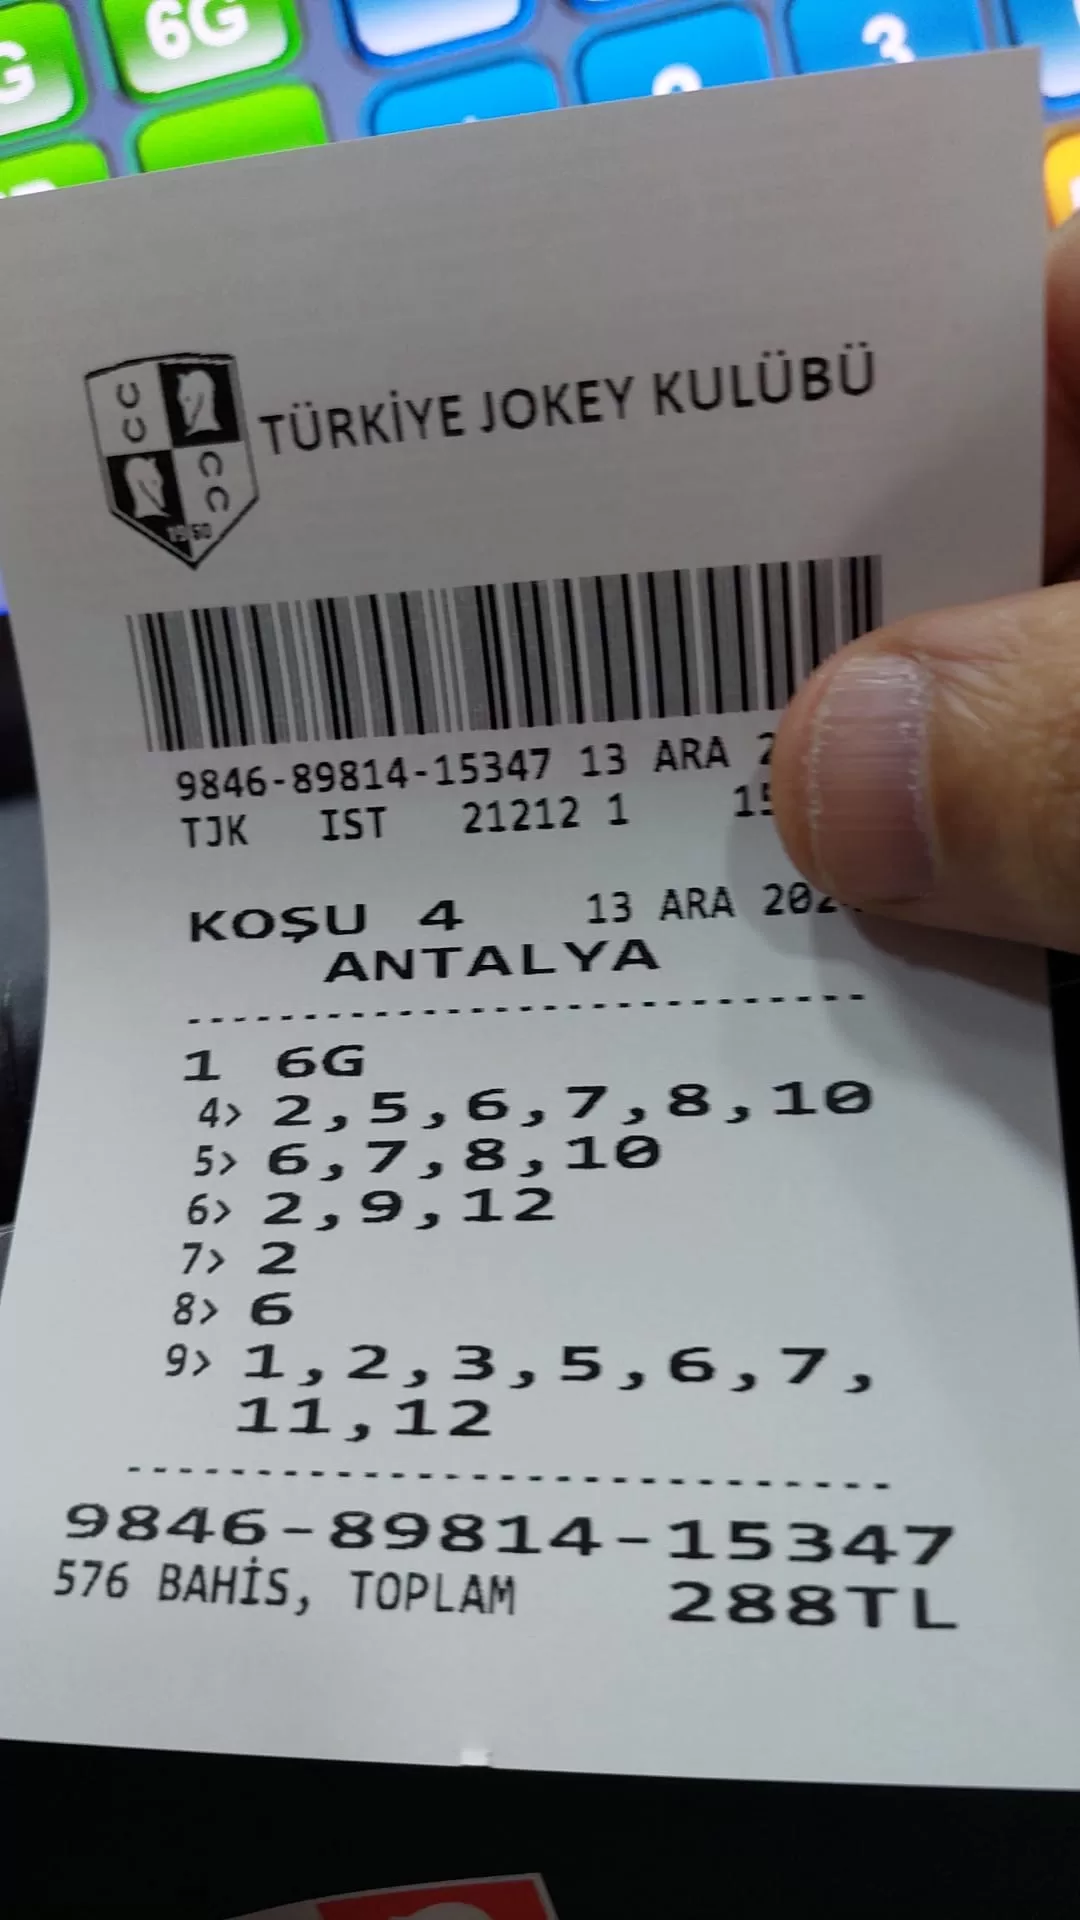 6G
3
TÜRKİYE JOKEY KULÜBÜ
1950
9846-89814-15347 13 ARA
TJK IST 21212 1
KOŞU 4 13 ARA
ANTALYA
1 6G
4> 2,5,6,7,8,10
5> 6,7,8,10
6> 2,9,12
7> 2
8> 6
9> 1,2,3,5,6,7,
11,12
9846-89814-15347
576 BAHİS, TOPLAM 288TL